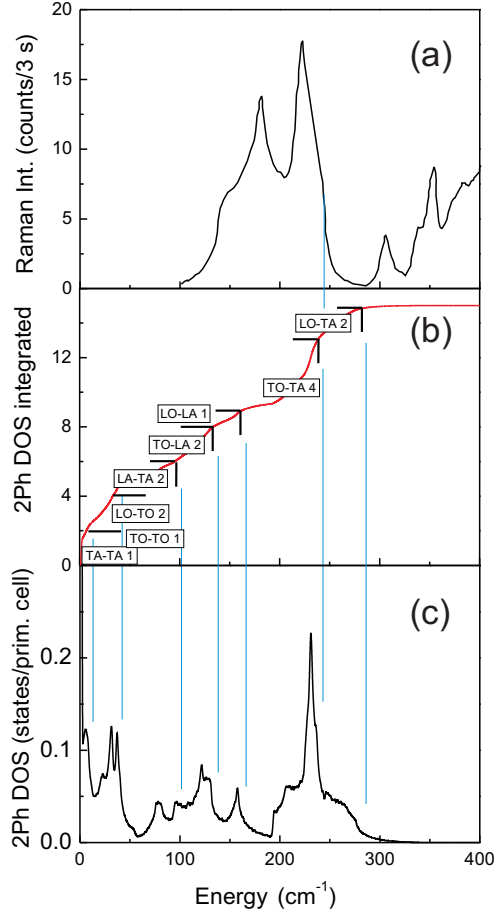 20
15
10
5
0
Raman Int. (counts/3 s)
(a)
12
8
4
0
2Ph DOS integrated
(b)
LO-TA 2
TO-TA 4
LO-LA 1
TO-LA 2
LA-TA 2
LO-TO 2
TO-TO 1
TA-TA 1
0.2
0.1
0.0
2Ph DOS (states/prim. cell)
(c)
0 100 200 300 400
Energy (cm⁻¹)